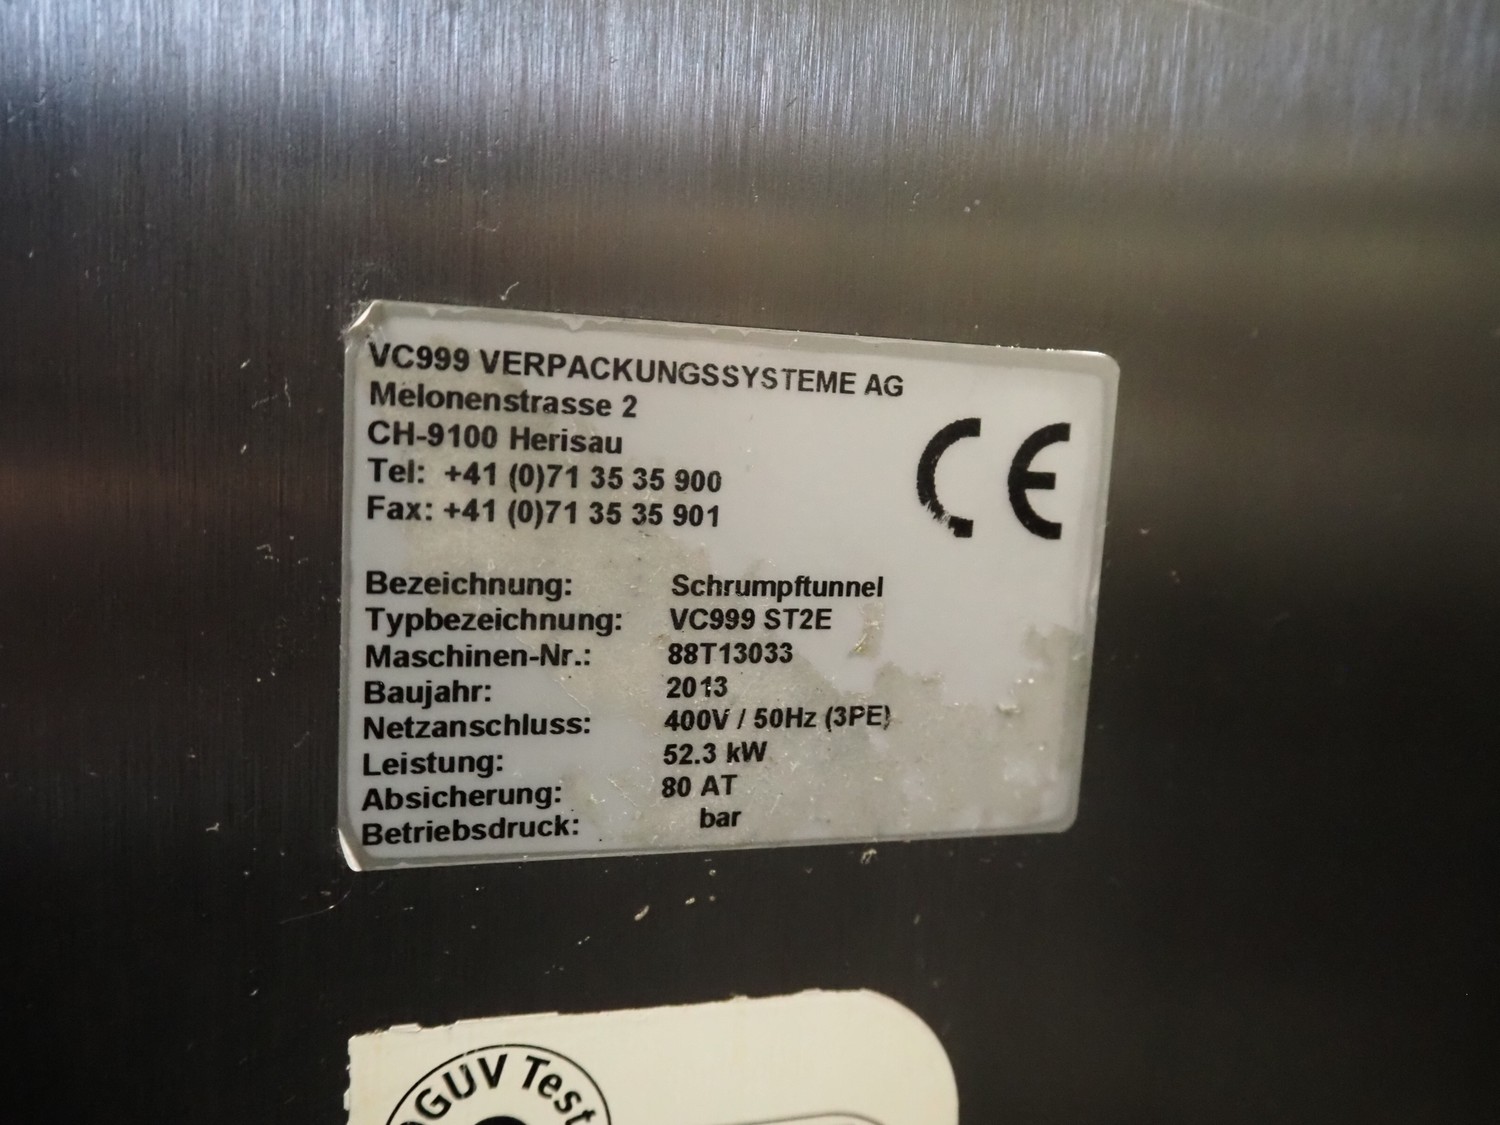 VC999 VERPACKUNGSSYSTEME AG
Melonenstrasse 2
CH-9100 Herisau
Tel: +41 (0)71 35 35 900
Fax: +41 (0)71 35 35 901
CE
Bezeichnung: Schrumpftunnel
Typbezeichnung: VC999 ST2E
Maschinen-Nr.: 88T13033
Baujahr: 2013
Netzanschluss: 400V / 50Hz (3PE)
Leistung: 52.3 kW
Absicherung: 80 AT
Betriebsdruck: bar
DGUV Test